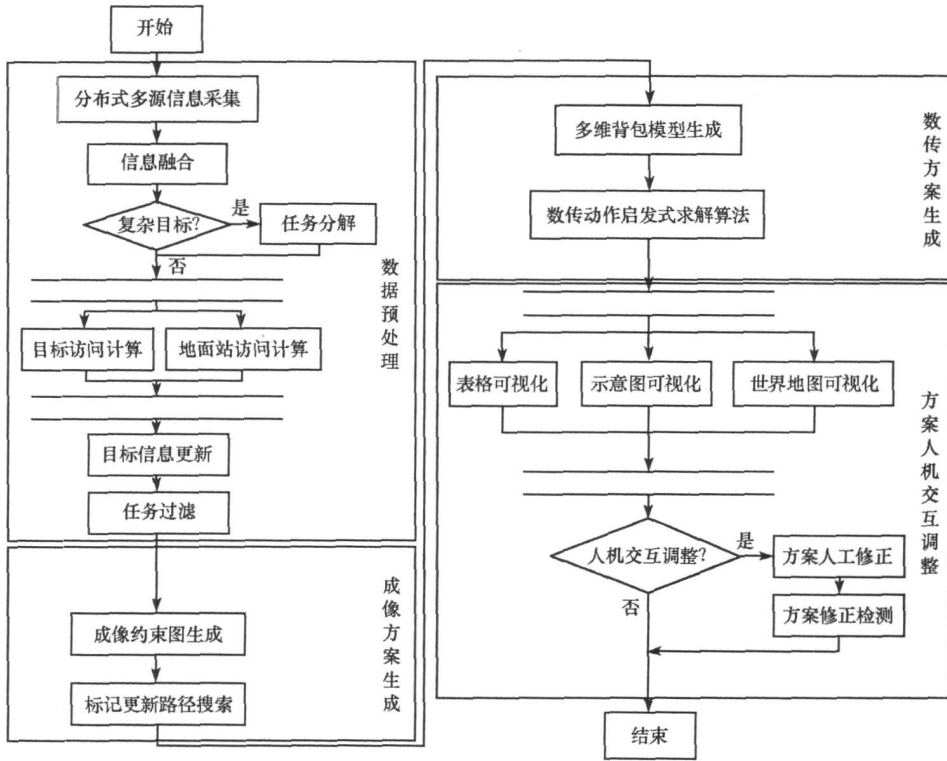 开始
分布式多源信息采集
信息融合
复杂目标?
是
任务分解
否
目标访问计算
地面站访问计算
目标信息更新
任务过滤
数据预处理
成像约束图生成
标记更新路径搜索
成像方案生成
多维背包模型生成
数传动作启发式求解算法
数传方案生成
表格可视化
示意图可视化
世界地图可视化
人机交互调整?
是
方案人工修正
否
方案修正检测
方案人机交互调整
结束